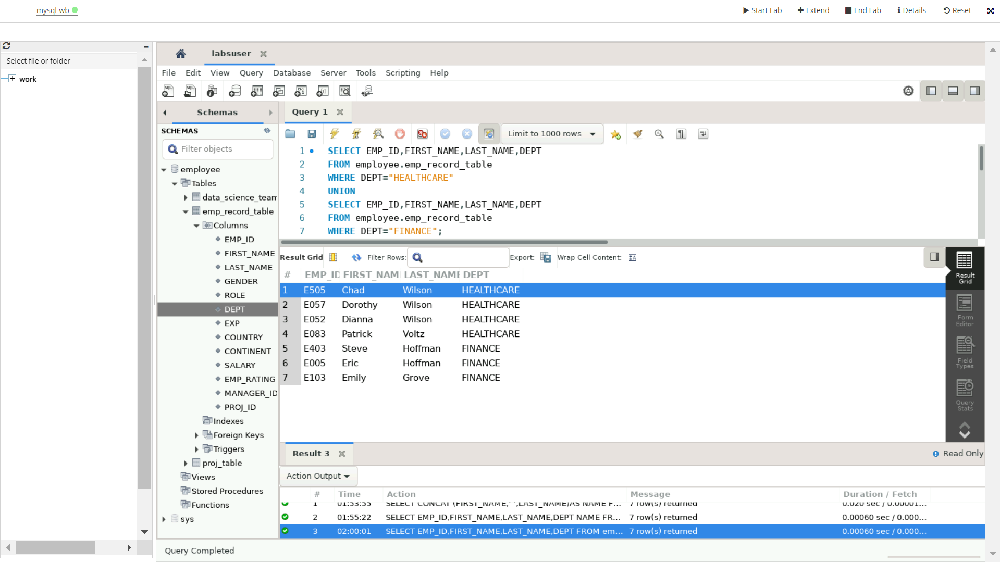 mysql-wb
Start Lab Extend End Lab Details Reset
Select file or folder
work
labsuser
File Edit View Query Database Server Tools Scripting Help
Schemas
Query 1
SCHEMAS
Filter objects
employee
Tables
data_science_team
emp_record_table
Columns
EMP_ID
FIRST_NAME
LAST_NAME
GENDER
ROLE
DEPT
EXP
COUNTRY
CONTINENT
SALARY
EMP_RATING
MANAGER_ID
PROJ_ID
Indexes
Foreign Keys
Triggers
proj_table
Views
Stored Procedures
Functions
sys
Limit to 1000 rows
1 SELECT EMP_ID,FIRST_NAME,LAST_NAME,DEPT
2 FROM employee.emp_record_table
3 WHERE DEPT="HEALTHCARE"
4 UNION
5 SELECT EMP_ID,FIRST_NAME,LAST_NAME,DEPT
6 FROM employee.emp_record_table
7 WHERE DEPT="FINANCE";
Result Grid Filter Rows: Export: Wrap Cell Content:
# EMP_ID FIRST_NAME LAST_NAME DEPT
1 E505 Chad Wilson HEALTHCARE
2 E057 Dorothy Wilson HEALTHCARE
3 E052 Dianna Wilson HEALTHCARE
4 E083 Patrick Voltz HEALTHCARE
5 E403 Steve Hoffman FINANCE
6 E005 Eric Hoffman FINANCE
7 E103 Emily Grove FINANCE
Result
Grid
Form
Editor
Field
Types
Query
Stats
Result 3
Read Only
Action Output
# Time Action Message Duration / Fetch
1 01:53:55 SELECT CONCAT (FIRST_NAME," ",LAST_NAME)AS NAME F... 7 row(s) returned 0.020 sec / 0.00001...
2 01:55:22 SELECT EMP_ID,FIRST_NAME,LAST_NAME,DEPT NAME FR... 7 row(s) returned 0.00060 sec / 0.000...
3 02:00:01 SELECT EMP_ID,FIRST_NAME,LAST_NAME,DEPT FROM em... 7 row(s) returned 0.00060 sec / 0.000...
Query Completed